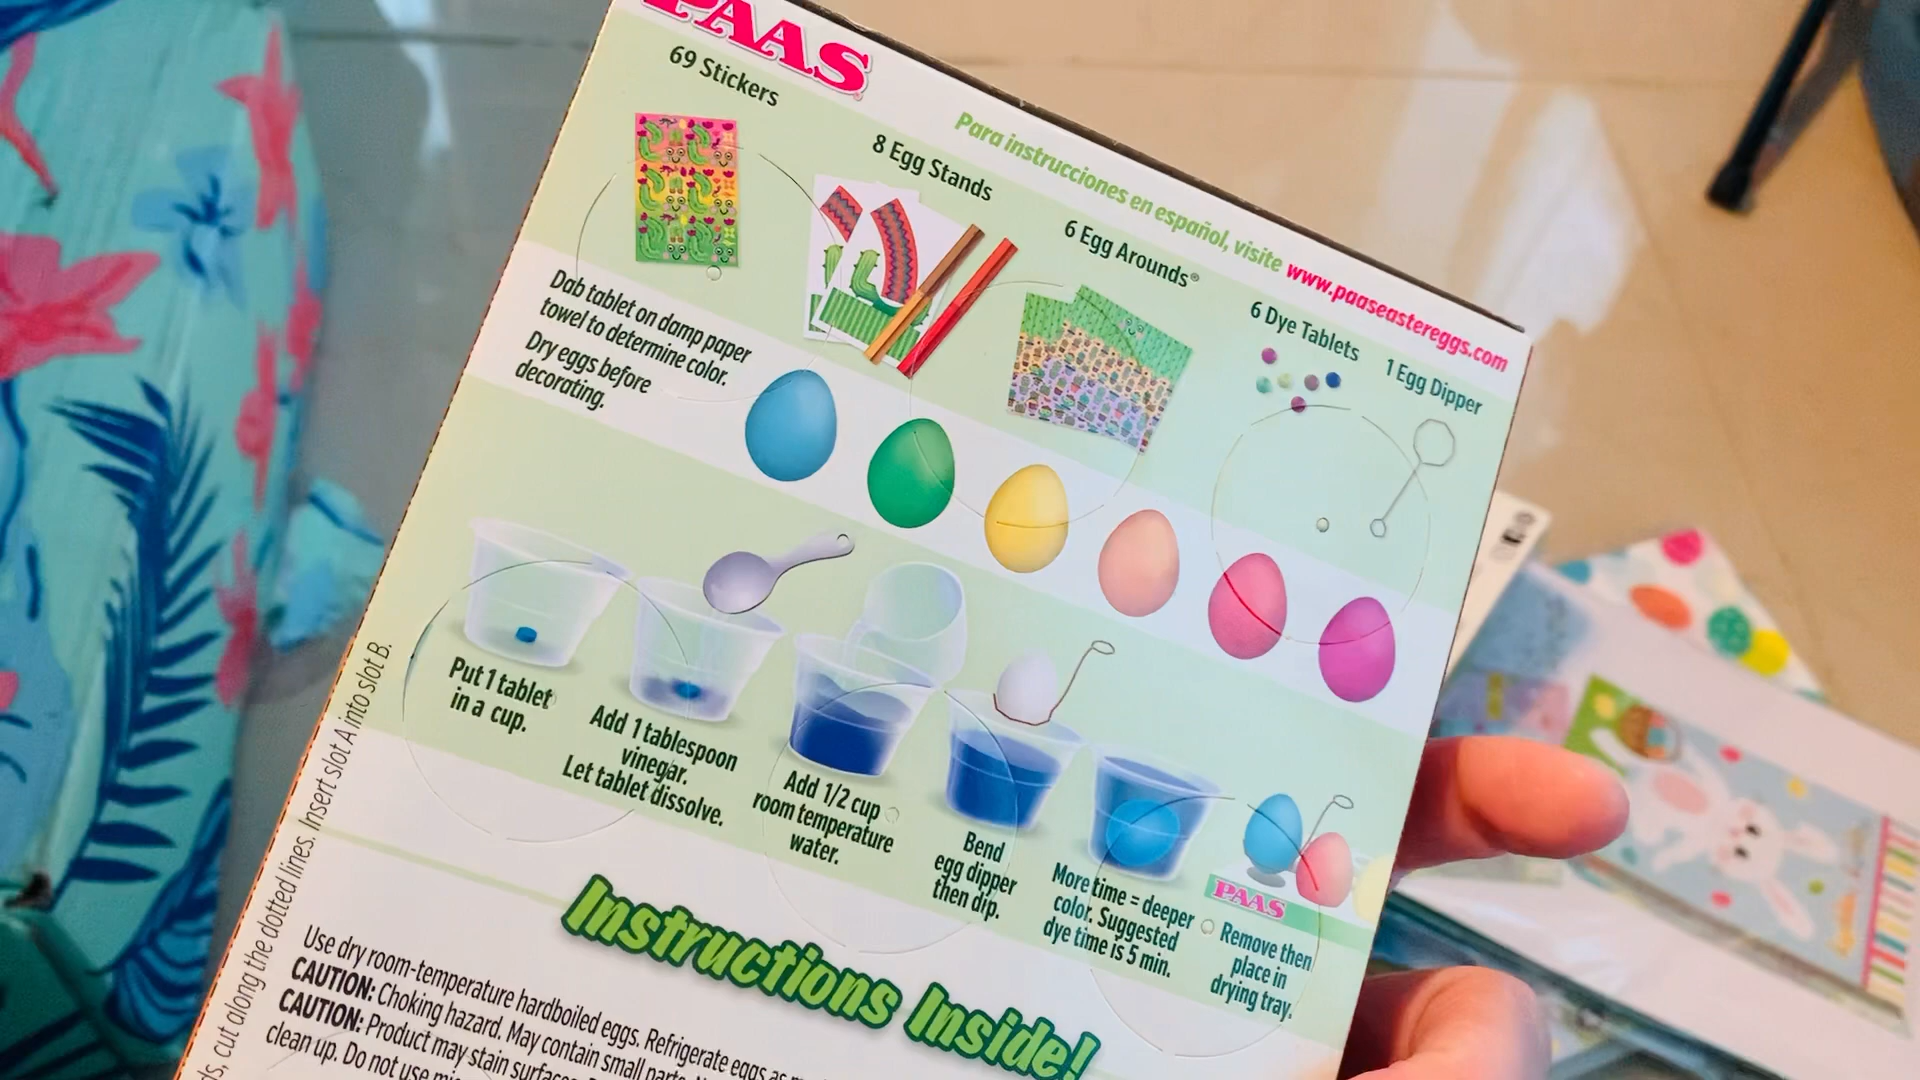 PAAS
69 Stickers
8 Egg Stands
Para instrucciones en español, visite www.paaseastereggs.com
6 Egg Arounds®
6 Dye Tablets
1 Egg Dipper
Dab tablet on damp paper
towel to determine color.
Dry eggs before
decorating.
Put 1 tablet
in a cup.
Add 1 tablespoon
vinegar.
Let tablet dissolve.
Add 1/2 cup
room temperature
water.
Bend
egg dipper
then dip.
More time = deeper
color. Suggested
dye time is 5 min.
PAAS
Remove then
place in
drying tray.
Instructions Inside!
cut along the dotted lines. Insert slot A into slot B.
Use dry room-temperature hardboiled eggs. Refrigerate eggs as
CAUTION: Choking hazard. May contain small parts.
CAUTION: Product may stain surfaces.
clean up. Do not use